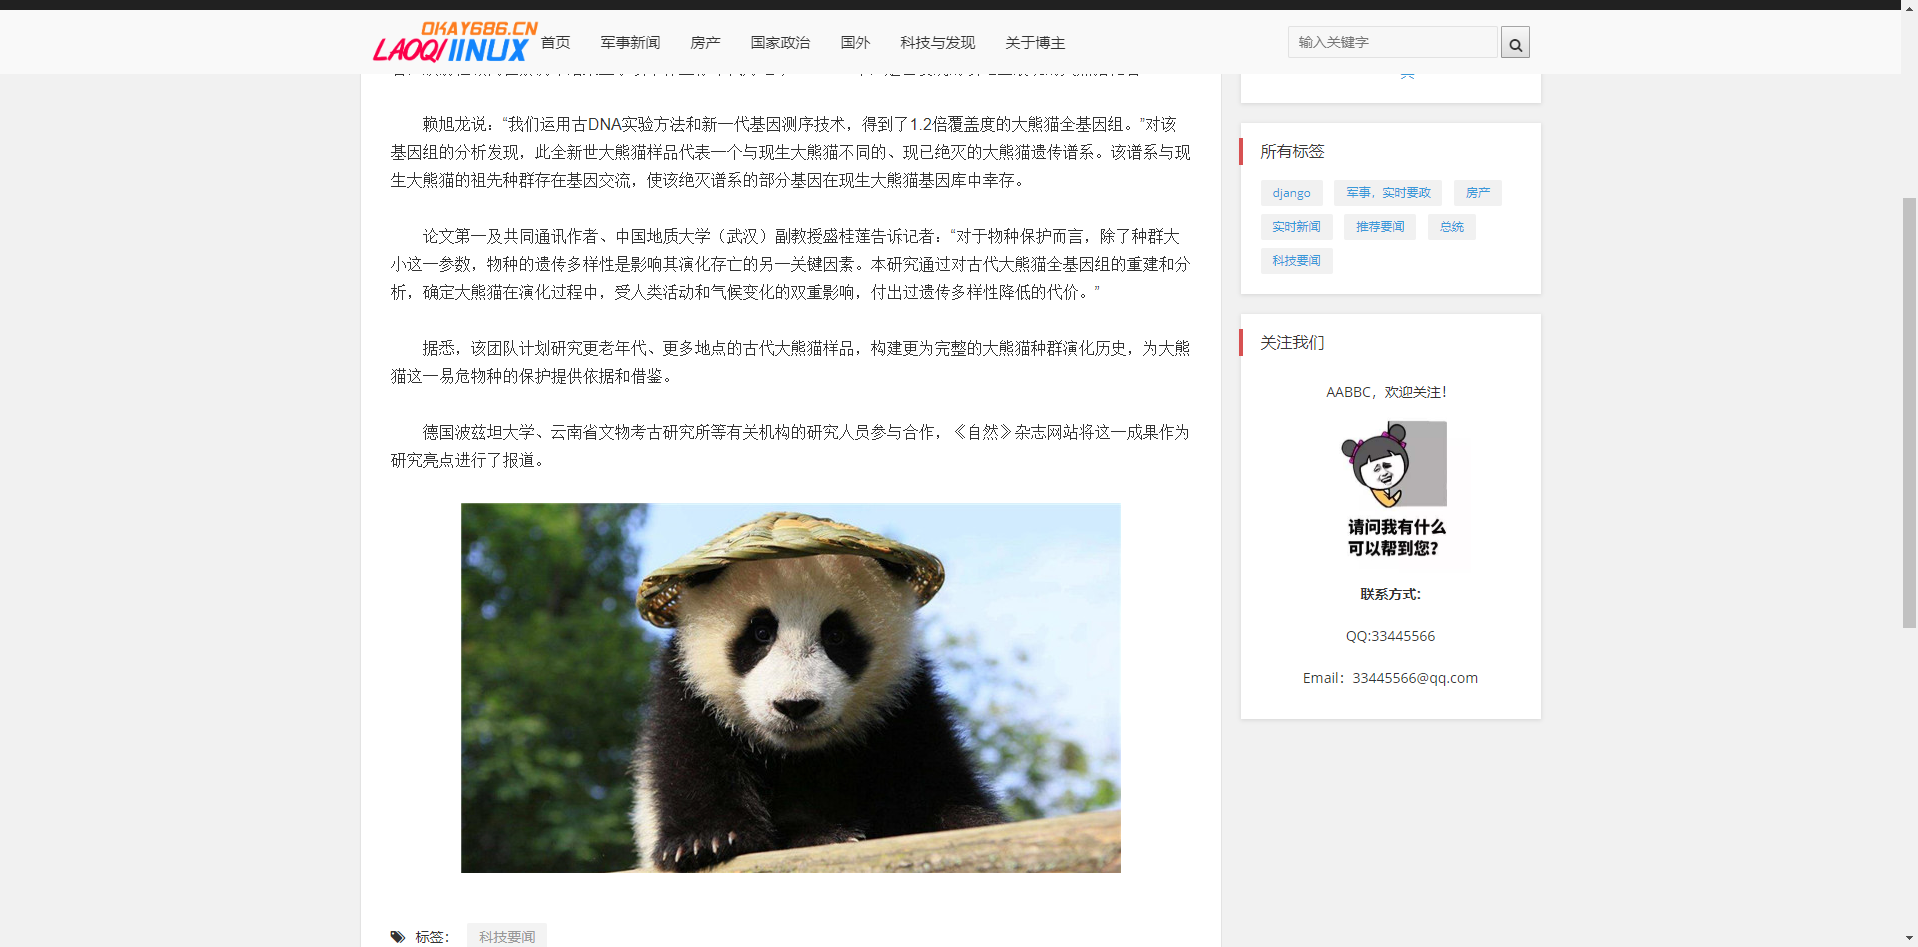 OKAY686.CN
LAOQIlINUX
首页 军事新闻 房产 国家政治 国外 科技与发现 关于博主
输入关键字
赖旭龙说：“我们运用古DNA实验方法和新一代基因测序技术，得到了1.2倍覆盖度的大熊猫全基因组。”对该
基因组的分析发现，此全新世大熊猫样品代表一个与现生大熊猫不同的、现已绝灭的大熊猫遗传谱系。该谱系与现
生大熊猫的祖先种群存在基因交流，使该绝灭谱系的部分基因在现生大熊猫基因库中幸存。
论文第一及共同通讯作者、中国地质大学（武汉）副教授盛桂莲告诉记者：“对于物种保护而言，除了种群大
小这一参数，物种的遗传多样性是影响其演化存亡的另一关键因素。本研究通过对古代大熊猫全基因组的重建和分
析，确定大熊猫在演化过程中，受人类活动和气候变化的双重影响，付出过遗传多样性降低的代价。”
据悉，该团队计划研究更老年代、更多地点的古代大熊猫样品，构建更为完整的大熊猫种群演化历史，为大熊
猫这一易危物种的保护提供依据和借鉴。
德国波兹坦大学、云南省文物考古研究所等有关机构的研究人员参与合作，《自然》杂志网站将这一成果作为
研究亮点进行了报道。
标签： 科技要闻
所有标签
django 军事，实时要政 房产
实时新闻 推荐要闻 总统
科技要闻
关注我们
AABBC，欢迎关注！
请问我有什么
可以帮到您？
联系方式：
QQ:33445566
Email：33445566@qq.com